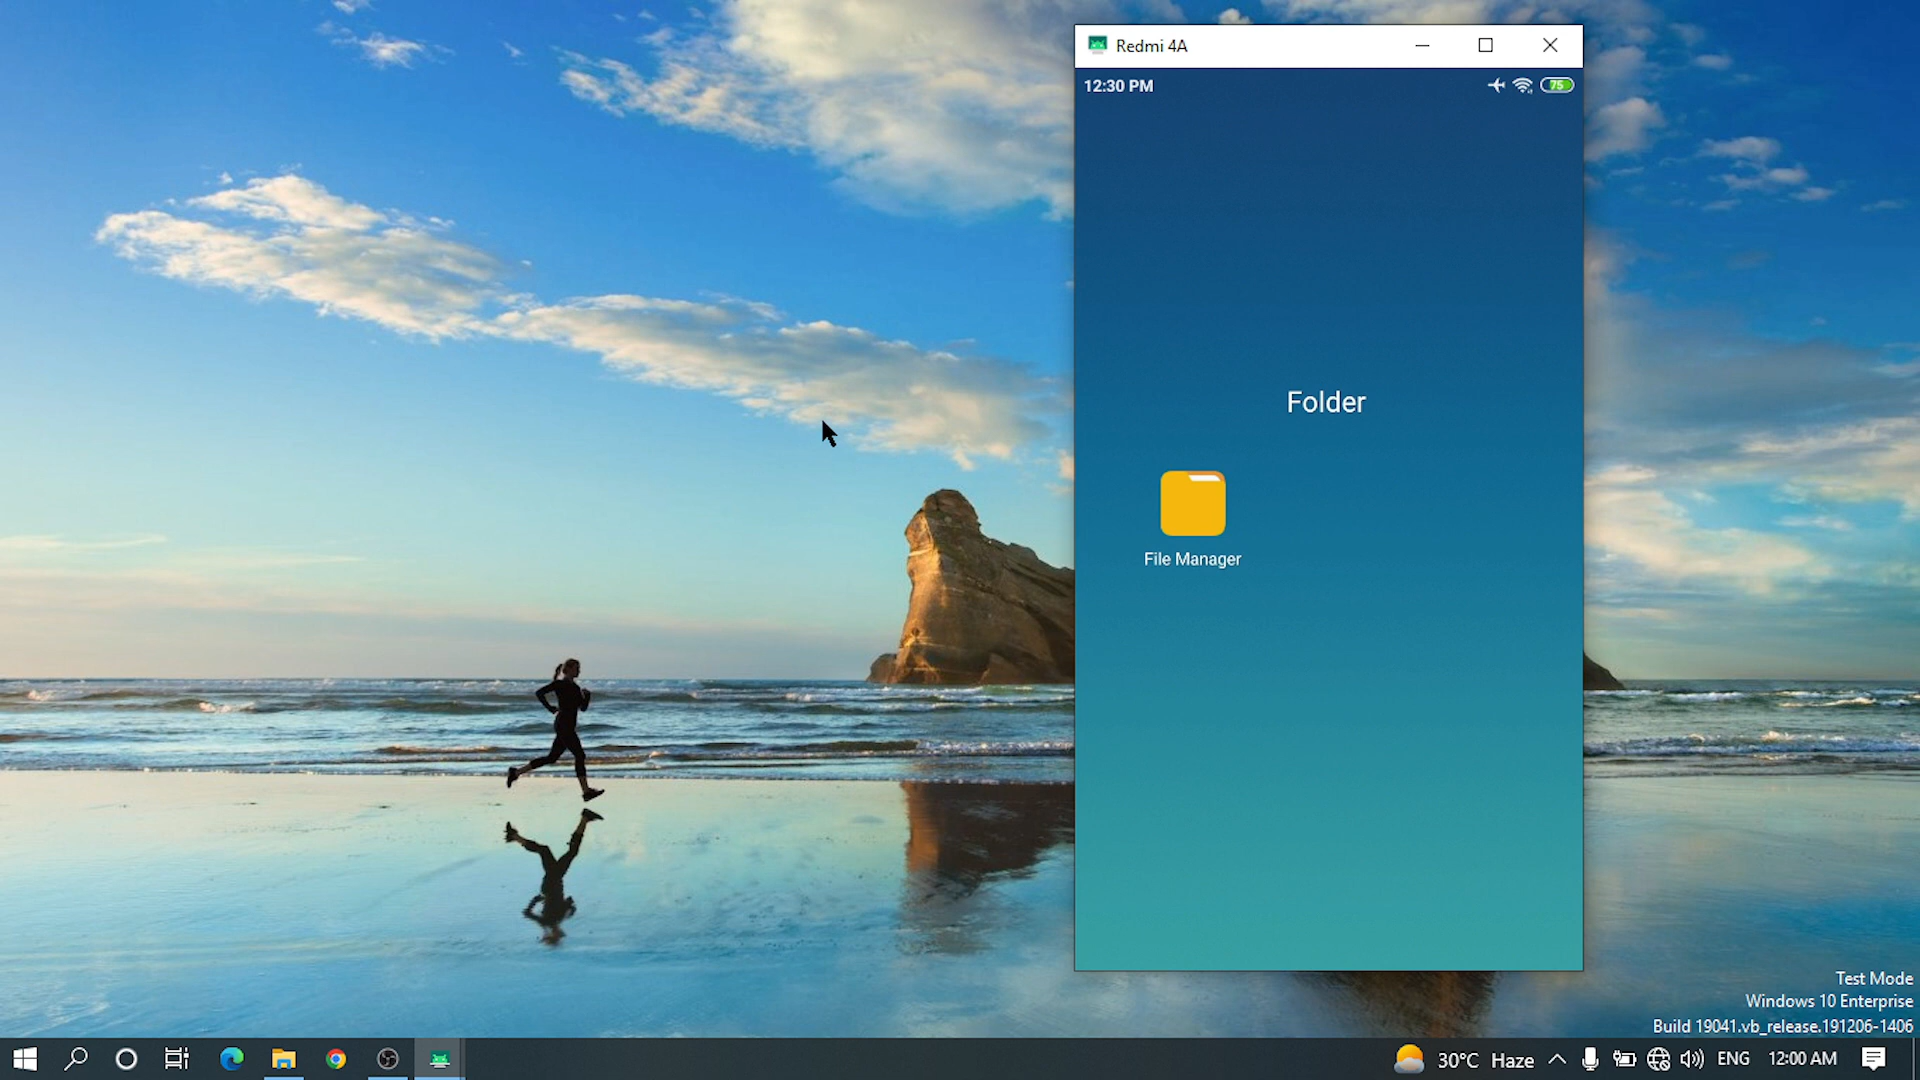 Redmi 4A
12:30 PM
75
Folder
File Manager
Test Mode
Windows 10 Enterprise
Build 19041.vb_release.191206-1406
30°C Haze
ENG
12:00 AM